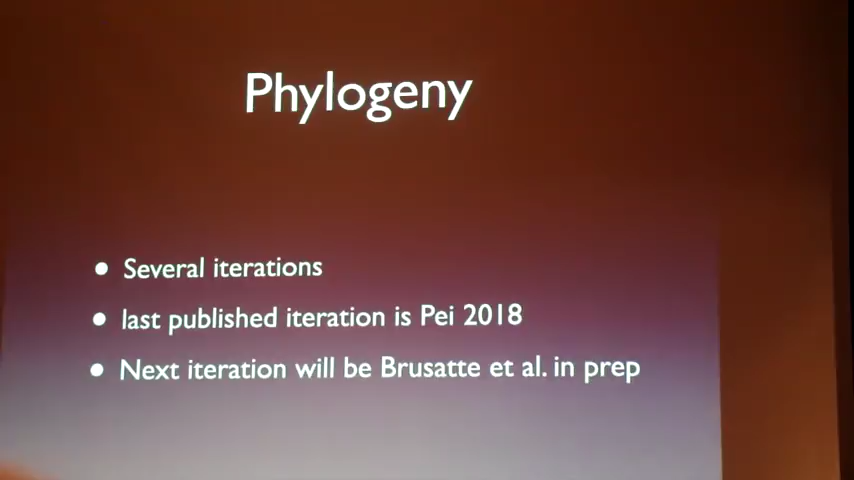 Phylogeny
• Several iterations
• last published iteration is Pei 2018
• Next iteration will be Brusatte et al. in prep